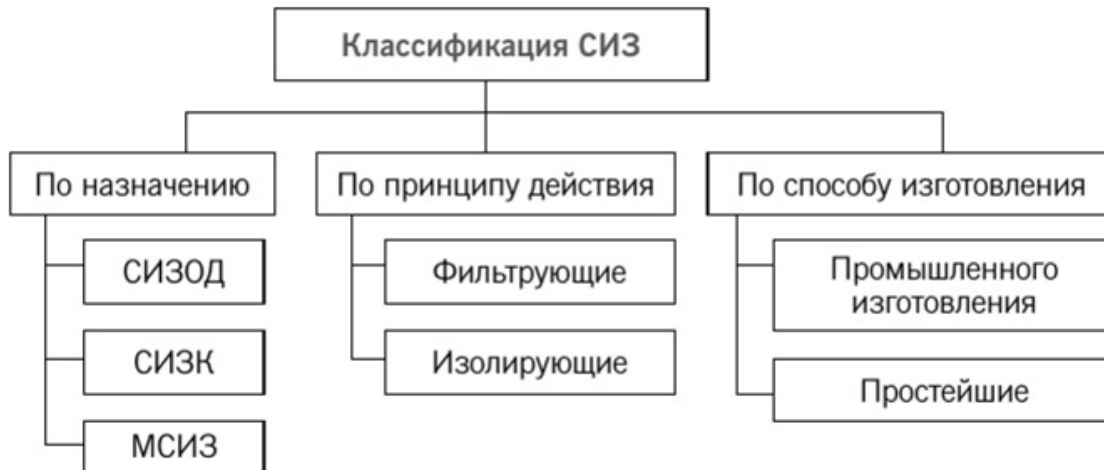 Классификация СИЗ
По назначению
СИЗОД
СИЗК
МСИЗ
По принципу действия
Фильтрующие
Изолирующие
По способу изготовления
Промышленного
изготовления
Простейшие